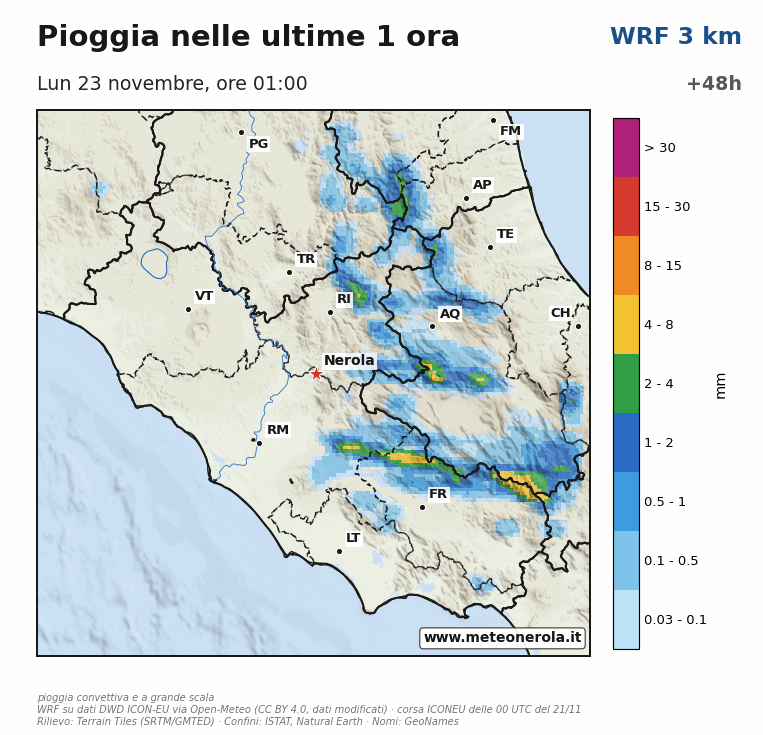 Pioggia nelle ultime 1 ora
WRF 3 km
Lun 23 novembre, ore 01:00
+48h
FM
PG
AP
TE
TR
VT
RI
AQ
CH
Nerola
RM
FR
LT
www.meteonerola.it
> 30
15 - 30
8 - 15
4 - 8
2 - 4
1 - 2
0.5 - 1
0.1 - 0.5
0.03 - 0.1
mm
pioggia convettiva e a grande scala
WRF su dati DWD ICON-EU via Open-Meteo (CC BY 4.0, dati modificati) · corsa ICONEU delle 00 UTC del 21/11
Rilievo: Terrain Tiles (SRTM/GMTED) · Confini: ISTAT, Natural Earth · Nomi: GeoNames